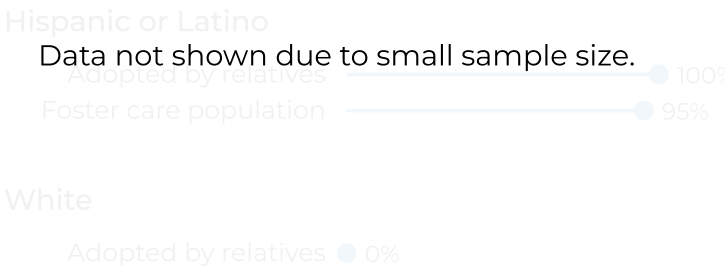 Hispanic or Latino
Data not shown due to small sample size.
Adopted by relatives 100%
Foster care population 95%
White
Adopted by relatives 0%